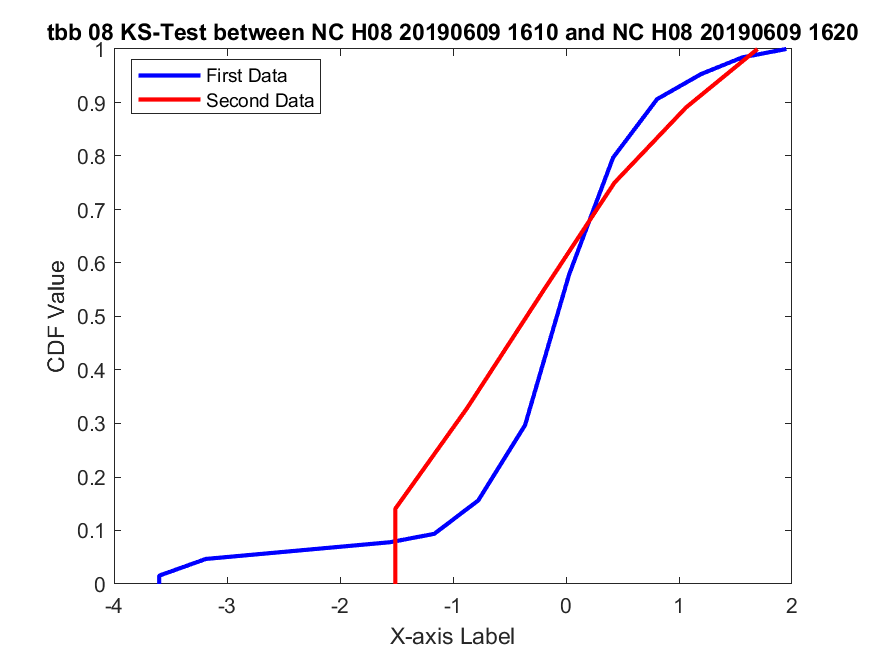 tbb 08 KS-Test between NC H08 20190609 1610 and NC H08 20190609 1620
First Data
Second Data
1
0.9
0.8
0.7
0.6
0.5
0.4
0.3
0.2
0.1
0
CDF Value
-4 -3 -2 -1 0 1 2
X-axis Label